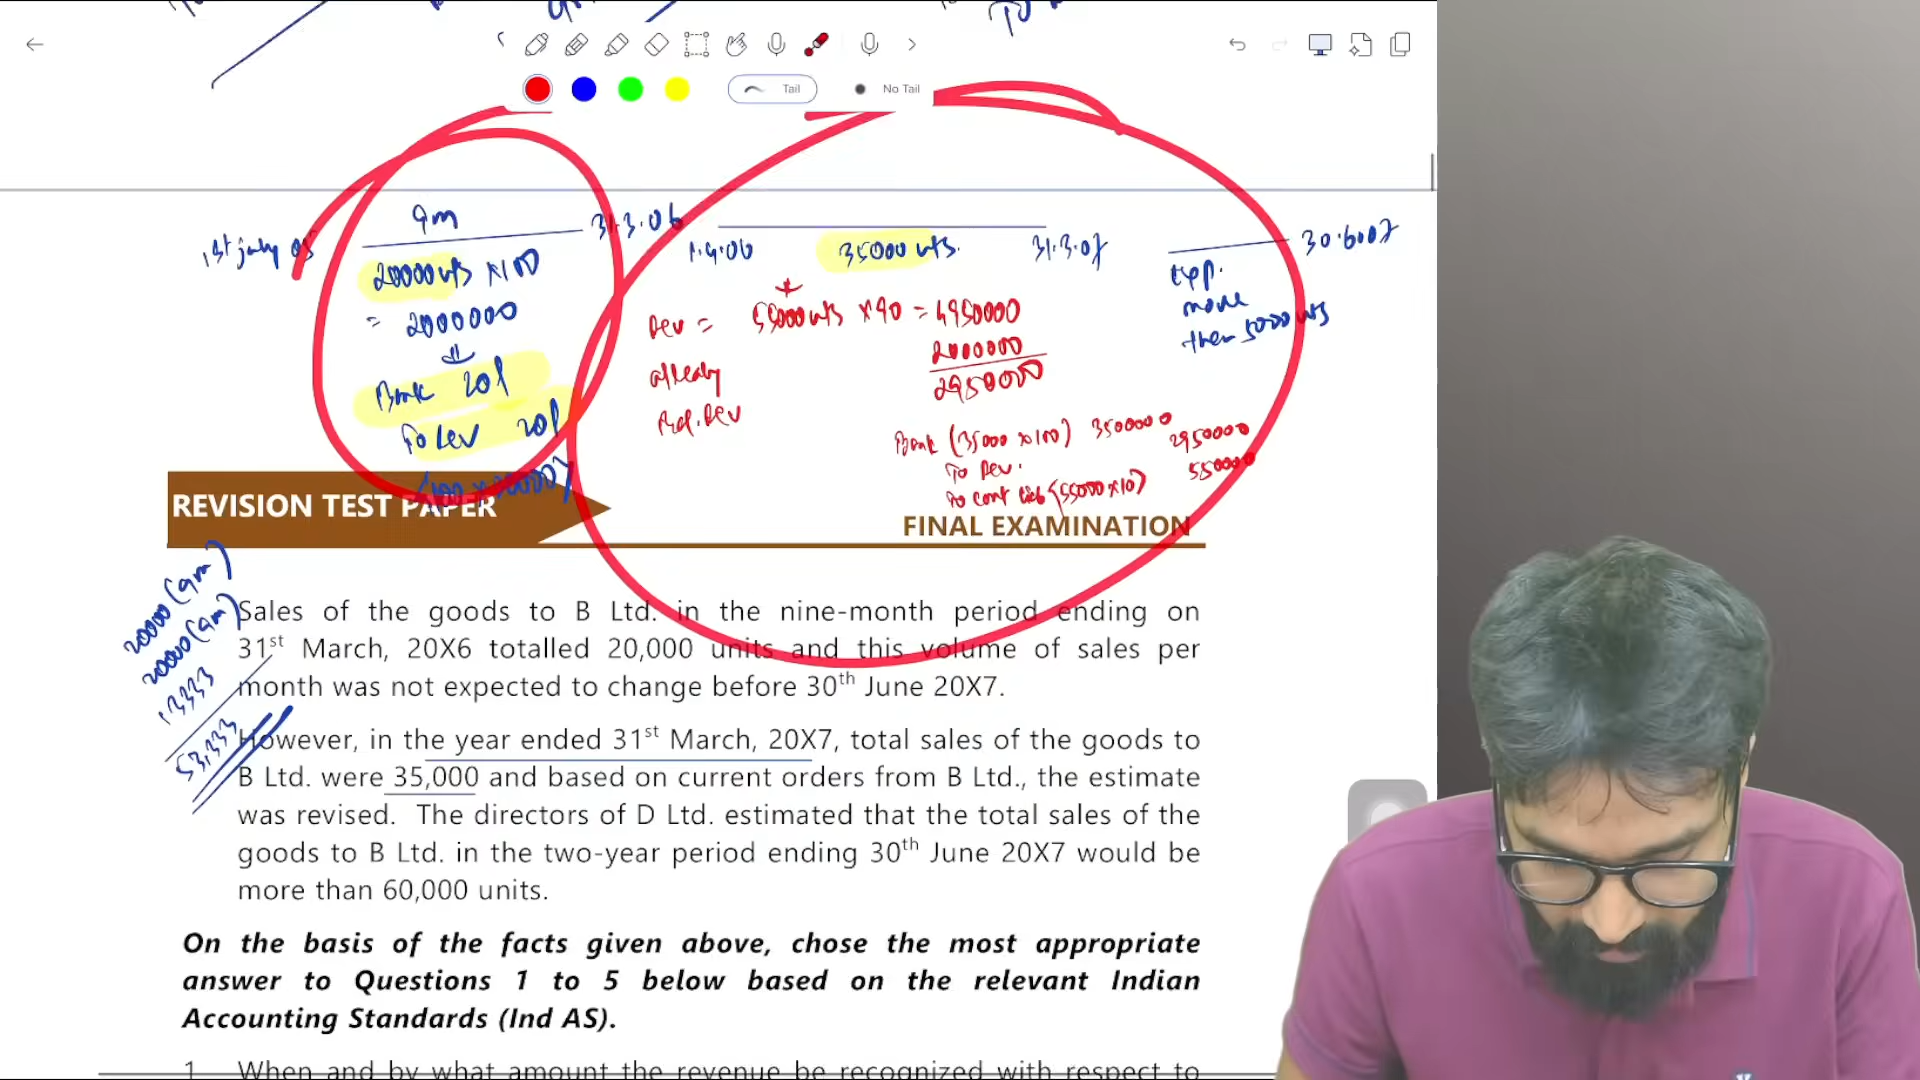 Tail
No Tail
9m
1st july 05
31.3.06
20000 uts x100
= 2000000
Bank 20l
To Rev 20l
1.4.06
35000 uts.
31.3.07
30.6.007
exp.
more
then 5000 uts
Rev =
55000 uts x 90 = 4950000
already
2000000
Rec. Rev
2950000
Bank (35000 x100) 3500000
To Rev.
2950000
To cont liab (55000x10)
550000
REVISION TEST PAPER
FINAL EXAMINATION
20000 (9m)
20000 (9m)
13333
53,333
Sales of the goods to B Ltd. in the nine-month period ending on
31st March, 20X6 totalled 20,000 units and this volume of sales per
month was not expected to change before 30th June 20X7.
However, in the year ended 31st March, 20X7, total sales of the goods to
B Ltd. were 35,000 and based on current orders from B Ltd., the estimate
was revised. The directors of D Ltd. estimated that the total sales of the
goods to B Ltd. in the two-year period ending 30th June 20X7 would be
more than 60,000 units.
On the basis of the facts given above, chose the most appropriate
answer to Questions 1 to 5 below based on the relevant Indian
Accounting Standards (Ind AS).
1 When and by what amount the revenue be recognized with respect to